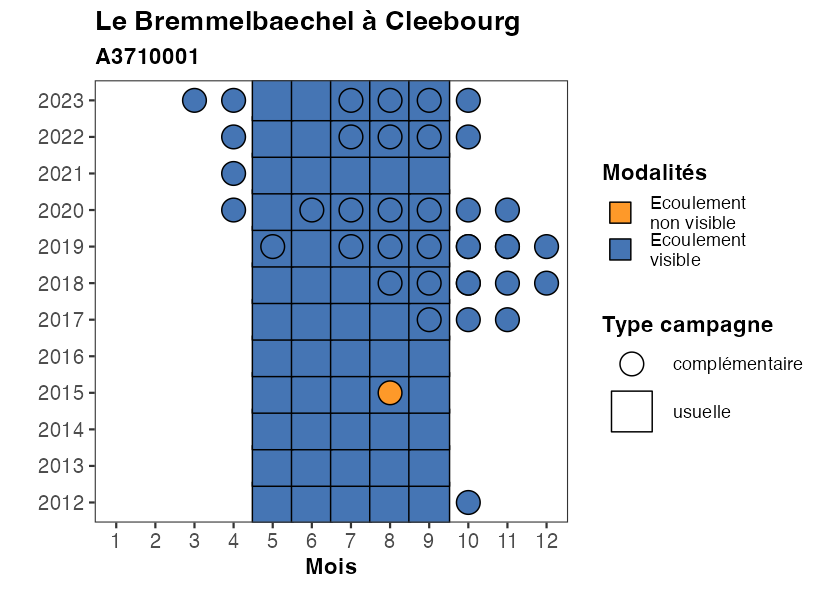 Le Bremmelbaechel à Cleebourg
A3710001
2023
2022
2021
2020
2019
2018
2017
2016
2015
2014
2013
2012
1 2 3 4 5 6 7 8 9 10 11 12
Mois
Modalités
Ecoulement
non visible
Ecoulement
visible
Type campagne
complémentaire
usuelle